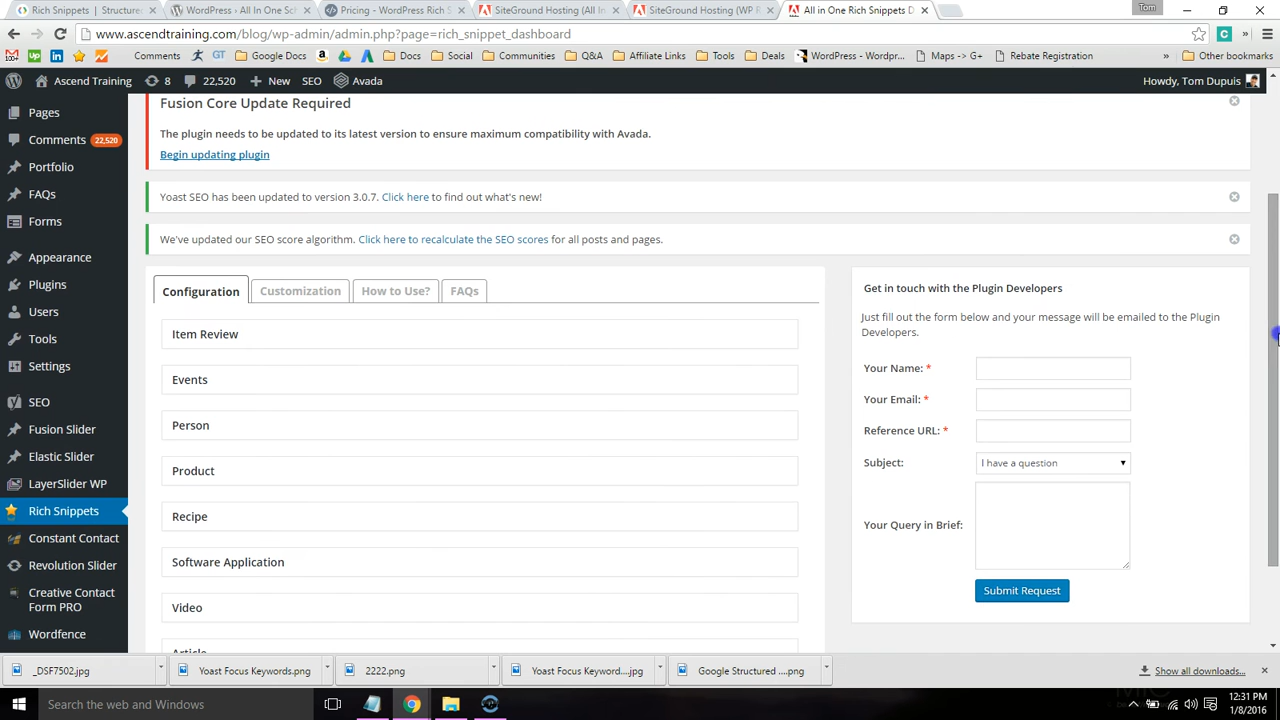 Rich Snippets | Structure
WordPress › All In One Sc
Pricing - WordPress Rich S
SiteGround Hosting (All In
SiteGround Hosting (WP R
All in One Rich Snippets D
Tom
www.ascendtraining.com/blog/wp-admin/admin.php?page=rich_snippet_dashboard
Comments
GT
Google Docs
Docs
Social
Communities
Q&A
Affiliate Links
Tools
Deals
WordPress - Wordpr...
Maps -> G+
Rebate Registration
»
Other bookmarks
Ascend Training
8
22,520
New
SEO
Avada
Howdy, Tom Dupuis
Pages
Comments 22,520
Portfolio
FAQs
Forms
Appearance
Plugins
Users
Tools
Settings
SEO
Fusion Slider
Elastic Slider
LayerSlider WP
Rich Snippets
Constant Contact
Revolution Slider
Creative Contact
Form PRO
Wordfence
Fusion Core Update Required
The plugin needs to be updated to its latest version to ensure maximum compatibility with Avada.
Begin updating plugin
Yoast SEO has been updated to version 3.0.7. Click here to find out what's new!
We've updated our SEO score algorithm. Click here to recalculate the SEO scores for all posts and pages.
Configuration
Customization
How to Use?
FAQs
Item Review
Events
Person
Product
Recipe
Software Application
Video
Article
Get in touch with the Plugin Developers
Just fill out the form below and your message will be emailed to the Plugin
Developers.
Your Name: *
Your Email: *
Reference URL: *
Subject:
I have a question
Your Query in Brief:
Submit Request
_DSF7502.jpg
Yoast Focus Keywords.png
2222.png
Yoast Focus Keyword....jpg
Google Structured ....png
Show all downloads...
Search the web and Windows
12:31 PM
1/8/2016